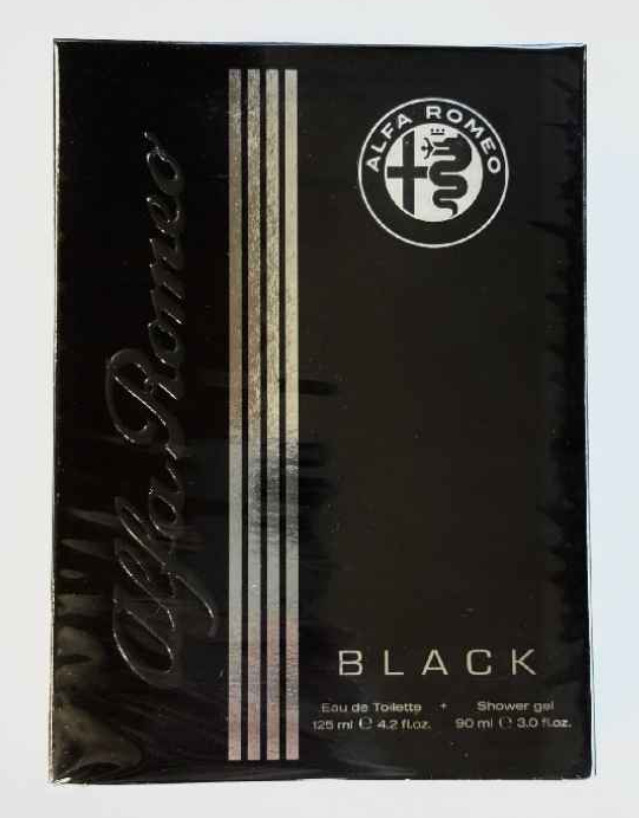 ALFA ROMEO
Alfa Romeo
BLACK
Eau de Toilette + Shower gel
125 ml ℮ 4.2 fl.oz. 90 ml ℮ 3.0 fl.oz.